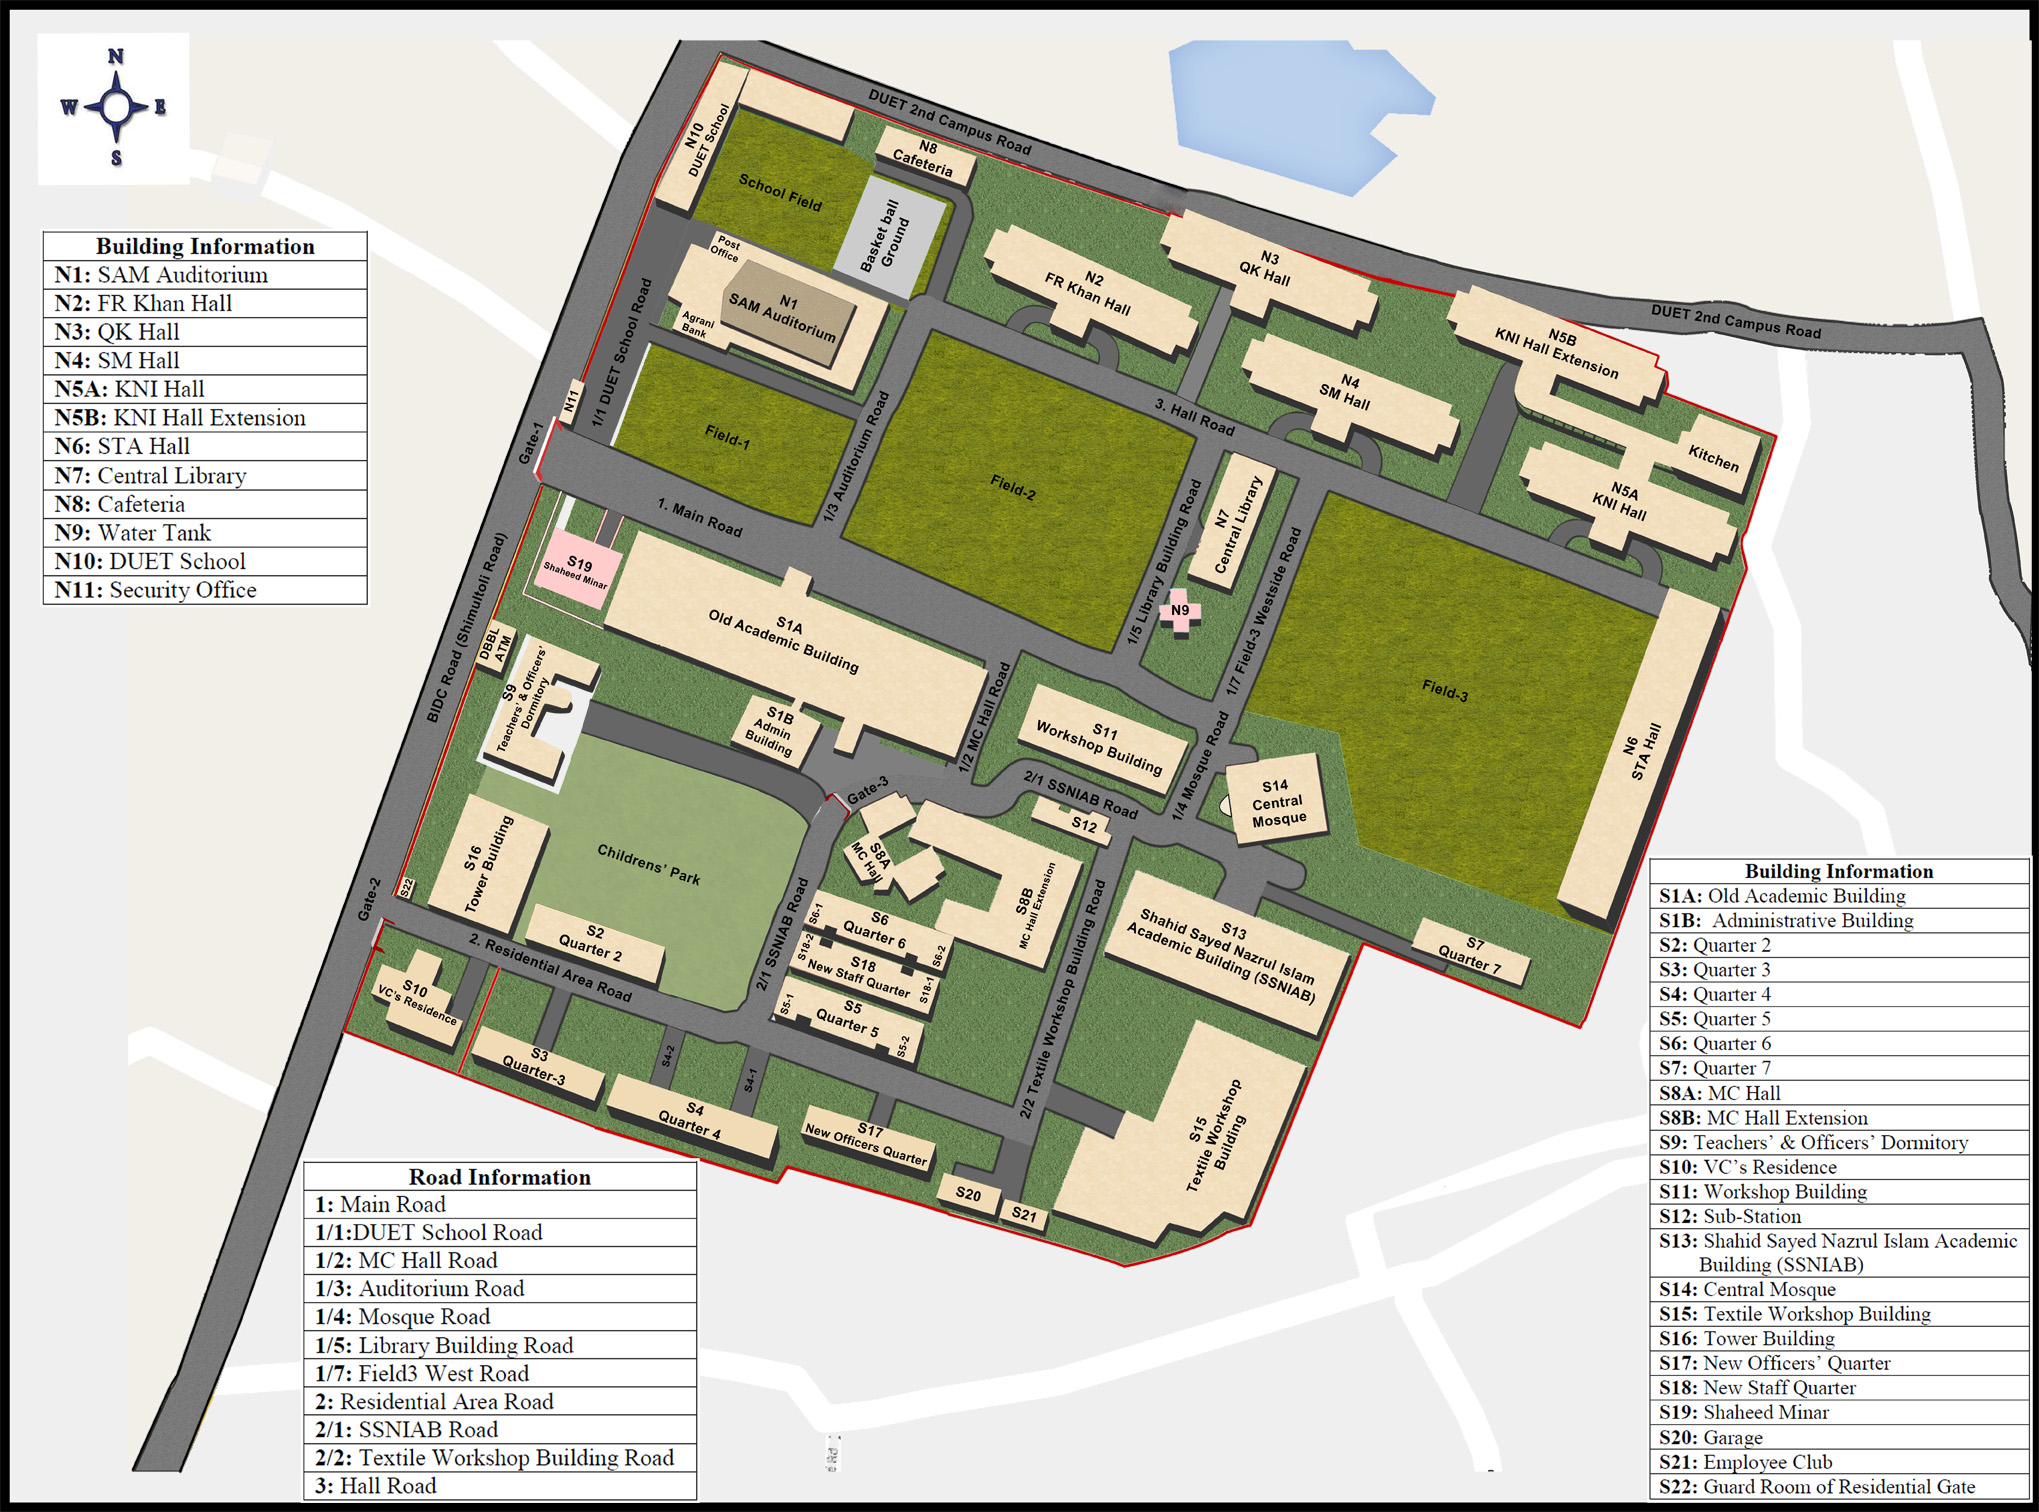 N
W E
S
Building Information
N1: SAM Auditorium
N2: FR Khan Hall
N3: QK Hall
N4: SM Hall
N5A: KNI Hall
N5B: KNI Hall Extension
N6: STA Hall
N7: Central Library
N8: Cafeteria
N9: Water Tank
N10: DUET School
N11: Security Office
DUET 2nd Campus Road
N10
DUET School
N8
Cafeteria
School Field
Basket ball
Ground
Post
Office
N1
SAM Auditorium
Agrani
Bank
N2
FR Khan Hall
N3
QK Hall
N4
SM Hall
N5B
KNI Hall Extension
DUET 2nd Campus Road
Kitchen
N5A
KNI Hall
1/1 DUET School Road
N11
Gate-1
Field-1
1/3 Auditorium Road
Field-2
3. Hall Road
1. Main Road
N7
Central Library
1/5 Library Building Road
N9
1/7 Field-3 Westside Road
Field-3
N6
STA Hall
S19
Shaheed Minar
BIDC Road (Shimultoli Road)
DBBL
ATM
S1A
Old Academic Building
S9
Teachers' & Officers'
Dormitory
S1B
Admin
Building
1/2 MC Hall Road
S11
Workshop Building
1/4 Mosque Road
S14
Central
Mosque
Gate-3
2/1 SSNIAB Road
S12
S16
Tower Building
Childrens' Park
S8A
MC Hall
S8B
MC Hall Extension
S22
Gate-2
2/1 SSNIAB Road
S6-1
S6
Quarter 6
S6-2
S18-2
S18
New Staff Quarter
S18-1
S5-1
S5
Quarter 5
S5-2
S2
Quarter 2
2. Residential Area Road
S10
VC's Residence
S3
Quarter-3
S4-2
S4-1
S4
Quarter 4
S17
New Officers Quarter
2/2 Textile Workshop Building Road
S13
Shahid Sayed Nazrul Islam
Academic Building (SSNIAB)
S7
Quarter 7
S15
Textile Workshop
Building
S20
S21
Road Information
1: Main Road
1/1:DUET School Road
1/2: MC Hall Road
1/3: Auditorium Road
1/4: Mosque Road
1/5: Library Building Road
1/7: Field3 West Road
2: Residential Area Road
2/1: SSNIAB Road
2/2: Textile Workshop Building Road
3: Hall Road
Building Information
S1A: Old Academic Building
S1B: Administrative Building
S2: Quarter 2
S3: Quarter 3
S4: Quarter 4
S5: Quarter 5
S6: Quarter 6
S7: Quarter 7
S8A: MC Hall
S8B: MC Hall Extension
S9: Teachers' & Officers' Dormitory
S10: VC's Residence
S11: Workshop Building
S12: Sub-Station
S13: Shahid Sayed Nazrul Islam Academic
Building (SSNIAB)
S14: Central Mosque
S15: Textile Workshop Building
S16: Tower Building
S17: New Officers' Quarter
S18: New Staff Quarter
S19: Shaheed Minar
S20: Garage
S21: Employee Club
S22: Guard Room of Residential Gate